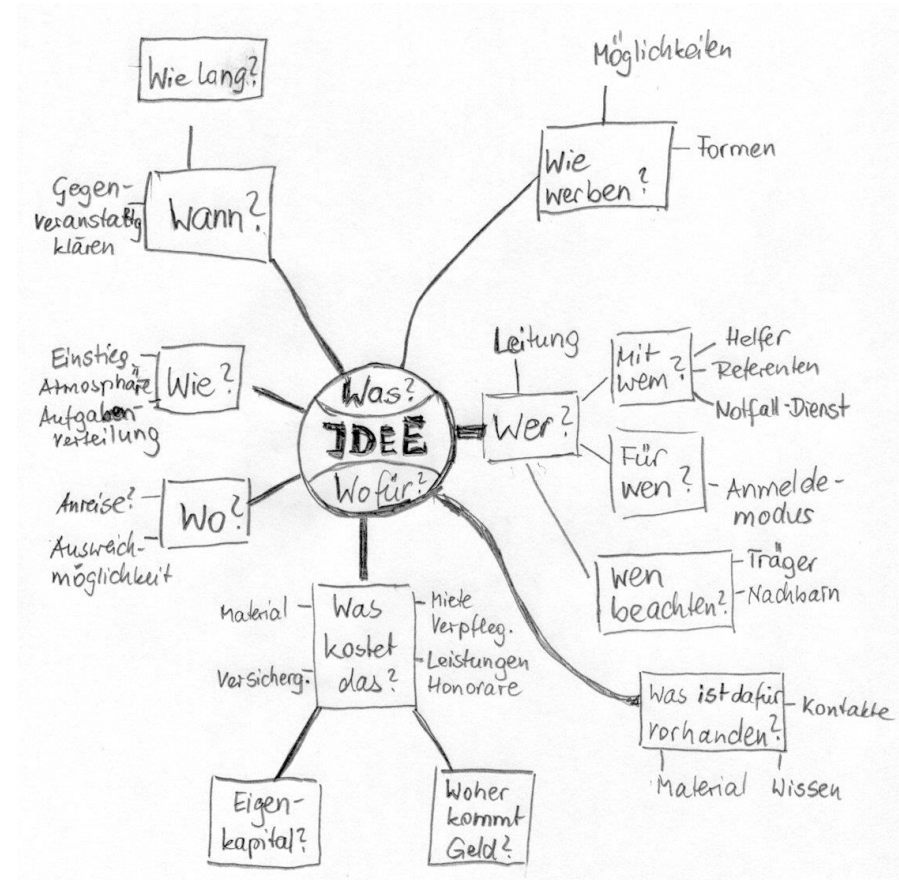 Wie lang?
Wann?
Gegen-
veranstaltg
klären
Möglichkeiten
Wie
werben?
Formen
Was?
IDEE
Wofür?
Wie?
Einstieg
Atmosphäre
Aufgaben-
verteilung
Wo?
Anreise?
Ausweich-
möglichkeit
Leitung
Wer?
Mit
wem?
Helfer
Referenten
Notfall-Dienst
Für
wen?
Anmelde-
modus
wen
beachten?
Träger
Nachbarn
Was
kostet
das?
Material
Versicherg.
Miete
Verpfleg.
Leistungen
Honorare
Eigen-
kapital?
Woher
kommt
Geld?
Was ist dafür
vorhanden?
Kontakte
Material
Wissen